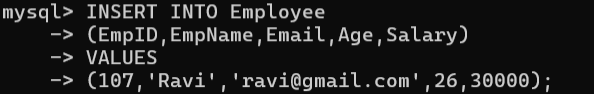 mysql> INSERT INTO Employee
    -> (EmpID,EmpName,Email,Age,Salary)
    -> VALUES
    -> (107,'Ravi','ravi@gmail.com',26,30000);